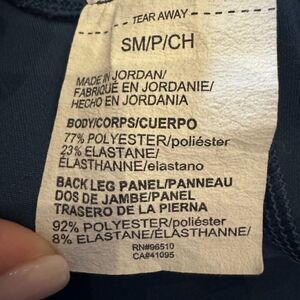 TEAR AWAY
SM/P/CH
MADE IN JORDAN/
FABRIQUÉ EN JORDANIE/
HECHO EN JORDANIA
BODY/CORPS/CUERPO
77% POLYESTER/poliéster
23% ELASTANE/
ÉLASTHANNE/elastano
BACK LEG PANEL/PANNEAU
DOS DE JAMBE/PANEL
TRASERO DE LA PIERNA
92% POLYESTER/poliéster
8% ELASTANE/ÉLASTHANNE/
RN#96510
CA#41095